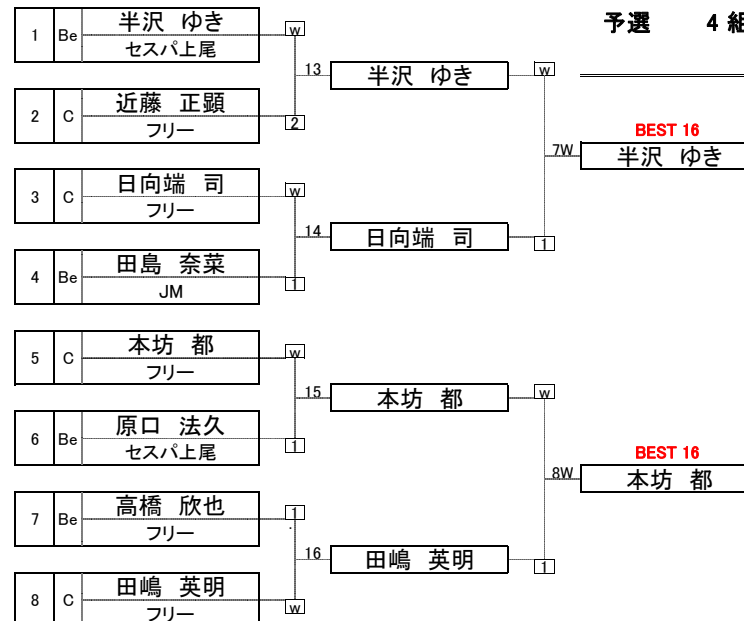 予選 4 組
1 Be 半沢 ゆき
セスパ上尾
W
13 半沢 ゆき W
2 C 近藤 正顕
フリー
2
BEST 16
7W 半沢 ゆき
3 C 日向端 司
フリー
W
14 日向端 司 1
4 Be 田島 奈菜
JM
1
5 C 本坊 都
フリー
W
15 本坊 都 W
6 Be 原口 法久
セスパ上尾
1
BEST 16
8W 本坊 都
7 Be 高橋 欣也
フリー
1
16 田嶋 英明 1
8 C 田嶋 英明
フリー
W